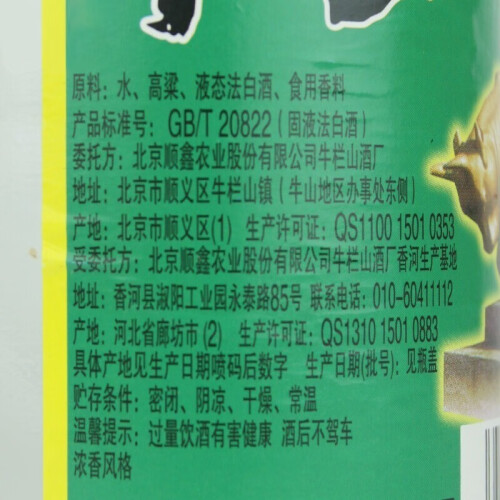 原料：水、高粱、液态法白酒、食用香料
产品标准号：GB/T 20822（固液法白酒）
委托方：北京顺鑫农业股份有限公司牛栏山酒厂
地址：北京市顺义区牛栏山镇（牛山地区办事处东侧）
产地：北京市顺义区(1) 生产许可证：QS1100 1501 0353
受委托方：北京顺鑫农业股份有限公司牛栏山酒厂香河生产基地
地址：香河县淑阳工业园永泰路85号 联系电话：010-60411112
产地：河北省廊坊市(2) 生产许可证：QS1310 1501 0883
具体产地见生产日期喷码后数字 生产日期(批号)：见瓶盖
贮存条件：密闭、阴凉、干燥、常温
温馨提示：过量饮酒有害健康 酒后不驾车
浓香风格